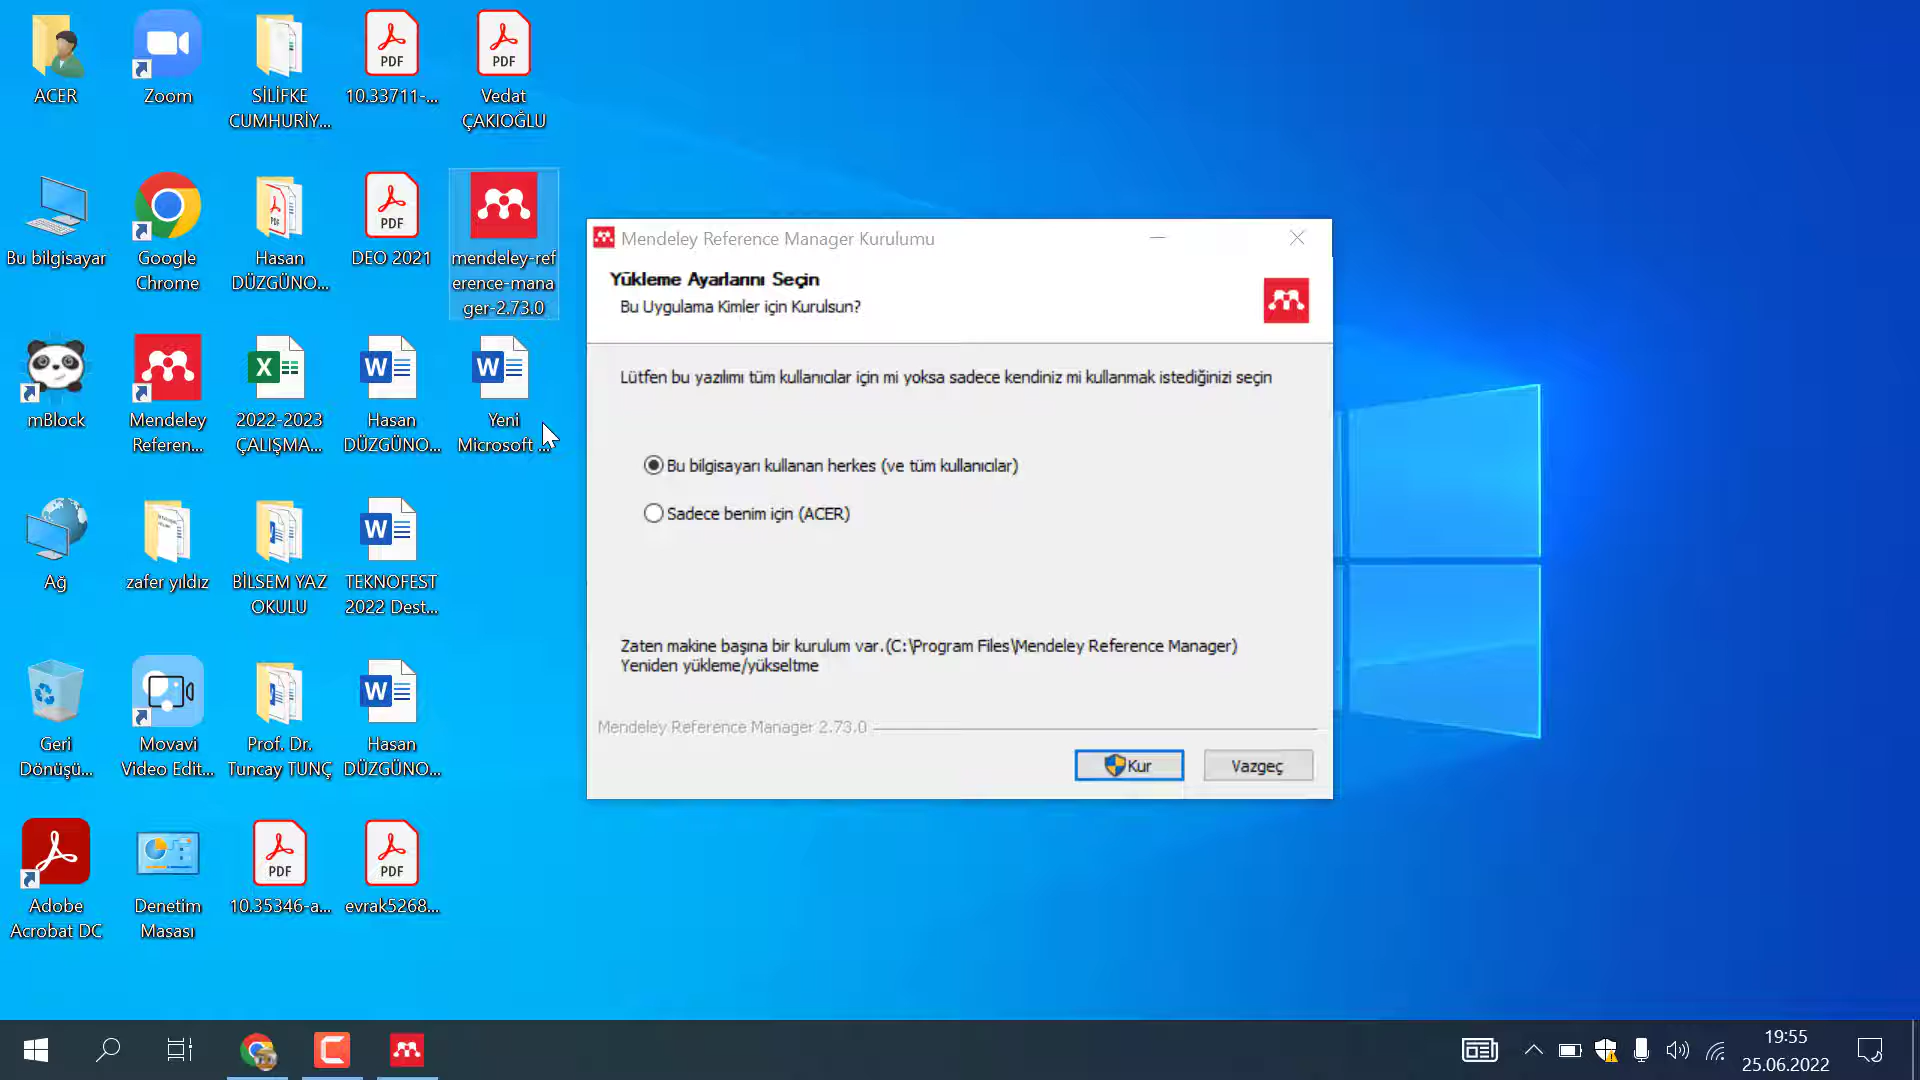 ACER
Zoom
SİLİFKE
CUMHURİY...
PDF
10.33711-...
PDF
Vedat
ÇAKIOĞLU
Bu bilgisayar
Google
Chrome
Hasan
DÜZGÜNO...
PDF
DEO 2021
mendeley-ref
erence-mana
ger-2.73.0
mBlock
Mendeley
Referen...
2022-2023
ÇALIŞMA...
Hasan
DÜZGÜNO...
Yeni
Microsoft ...
Ağ
zafer yıldız
BİLSEM YAZ
OKULU
TEKNOFEST
2022 Dest...
Geri
Dönüşü...
Movavi
Video Edit...
Prof. Dr.
Tuncay TUNÇ
Hasan
DÜZGÜNO...
Adobe
Acrobat DC
Denetim
Masası
PDF
10.35346-a...
PDF
evrak5268...
Mendeley Reference Manager Kurulumu
Yükleme Ayarlarını Seçin
Bu Uygulama Kimler için Kurulsun?
Lütfen bu yazılımı tüm kullanıcılar için mi yoksa sadece kendiniz mi kullanmak istediğinizi seçin
Bu bilgisayarı kullanan herkes (ve tüm kullanıcılar)
Sadece benim için (ACER)
Zaten makine başına bir kurulum var.(C:\Program Files\Mendeley Reference Manager)
Yeniden yükleme/yükseltme
Mendeley Reference Manager 2.73.0
Kur
Vazgeç
19:55
25.06.2022